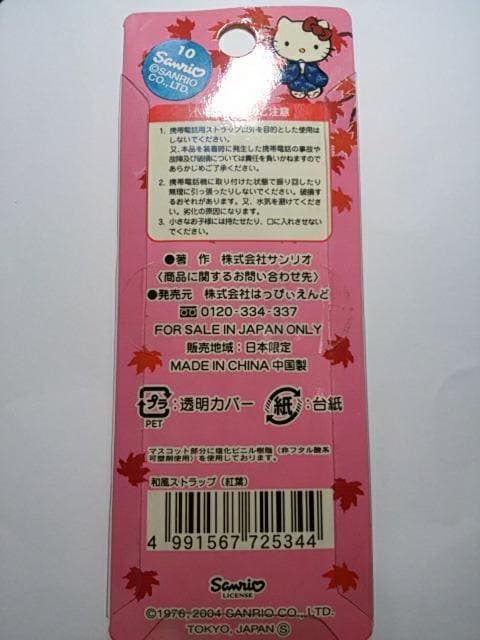 10
Sanrio
©SANRIO
CO., LTD.
注意
1. 携帯電話用ストラップ以外を目的とした使用は
しないでください。
又、本品を装着時に発生した携帯電話の事故や
故障及び破損については責任を負いかねますので
あらかじめご了承ください。
2. 携帯電話機に取り付けた状態で振り回したり
無理に引っ張ったりしないでください。破損す
るおそれがあります。又、水気を避けてくださ
い。劣化の原因になります。
3. 小さなお子様には持たせたり、口に入れさせない
でください。
●著 作 株式会社サンリオ
〈商品に関するお問い合わせ先〉
●発売元 株式会社はっぴぃえんど
0120-334-337
FOR SALE IN JAPAN ONLY
販売地域：日本限定
MADE IN CHINA 中国製
プラ：透明カバー 紙：台紙
PET
マスコット部分に塩化ビニル樹脂（非フタル酸系
可塑剤使用）を使用しております。
和風ストラップ（紅葉）
4 991567 725344
Sanrio
LICENSE
©1976, 2004 SANRIO CO., LTD.
TOKYO, JAPAN Ⓢ